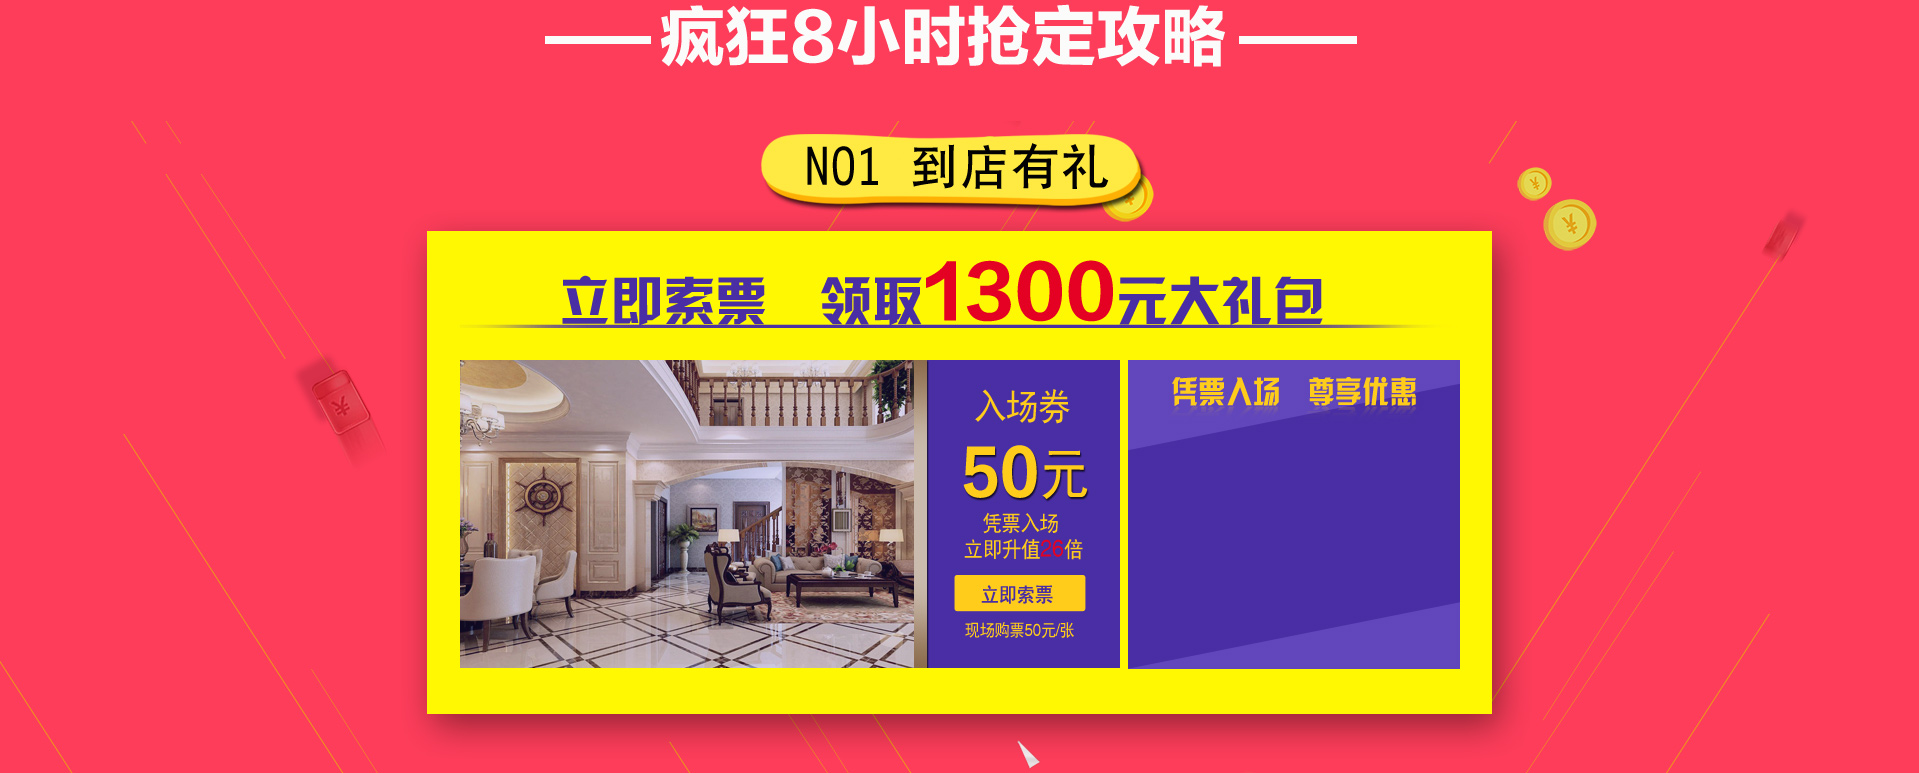 疯狂8小时抢定攻略
NO1 到店有礼
立即索票 领取1300元大礼包
入场券
50元
凭票入场
立即升值26倍
立即索票
现场购票50元/张
凭票入场 尊享优惠